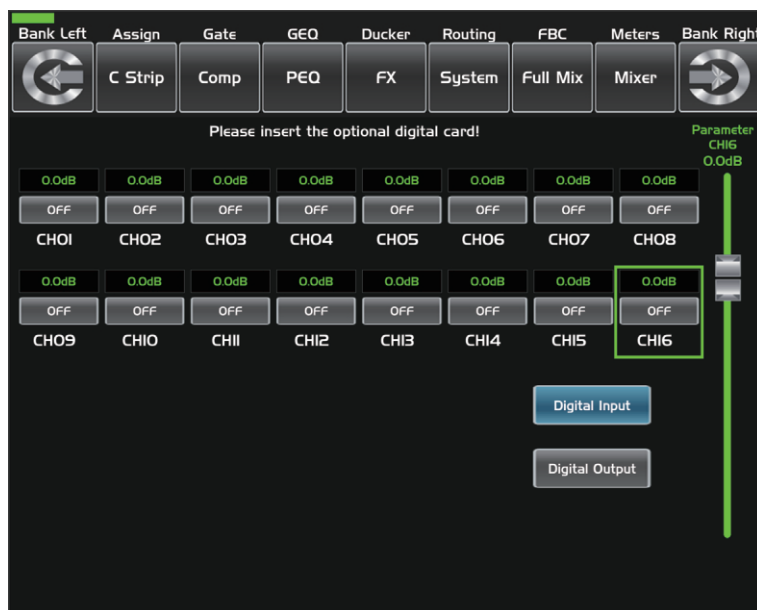 Bank Left Assign Gate GEQ Ducker Routing FBC Meters Bank Right
C Strip Comp PEQ FX System Full Mix Mixer
Please insert the optional digital card!
Parameter
CH16
0.0dB
0.0dB 0.0dB 0.0dB 0.0dB 0.0dB 0.0dB 0.0dB 0.0dB
OFF OFF OFF OFF OFF OFF OFF OFF
CH01 CH02 CH03 CH04 CH05 CH06 CH07 CH08
0.0dB 0.0dB 0.0dB 0.0dB 0.0dB 0.0dB 0.0dB 0.0dB
OFF OFF OFF OFF OFF OFF OFF OFF
CH09 CH10 CH11 CH12 CH13 CH14 CH15 CH16
Digital Input
Digital Output